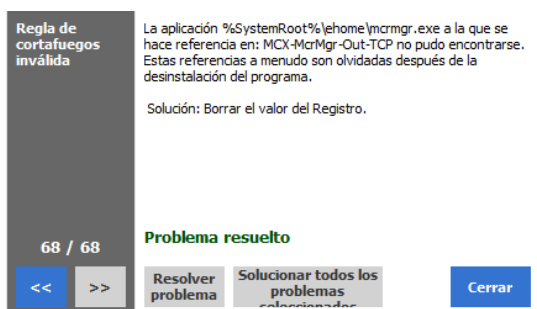 Regla de
cortafuegos
inválida
La aplicación %SystemRoot%\ehome\mcrmgr.exe a la que se
hace referencia en: MCX-McrMgr-Out-TCP no pudo encontrarse.
Estas referencias a menudo son olvidadas después de la
desinstalación del programa.
Solución: Borrar el valor del Registro.
68 / 68
Problema resuelto
<<
>>
Resolver
problema
Solucionar todos los
problemas
seleccionados
Cerrar